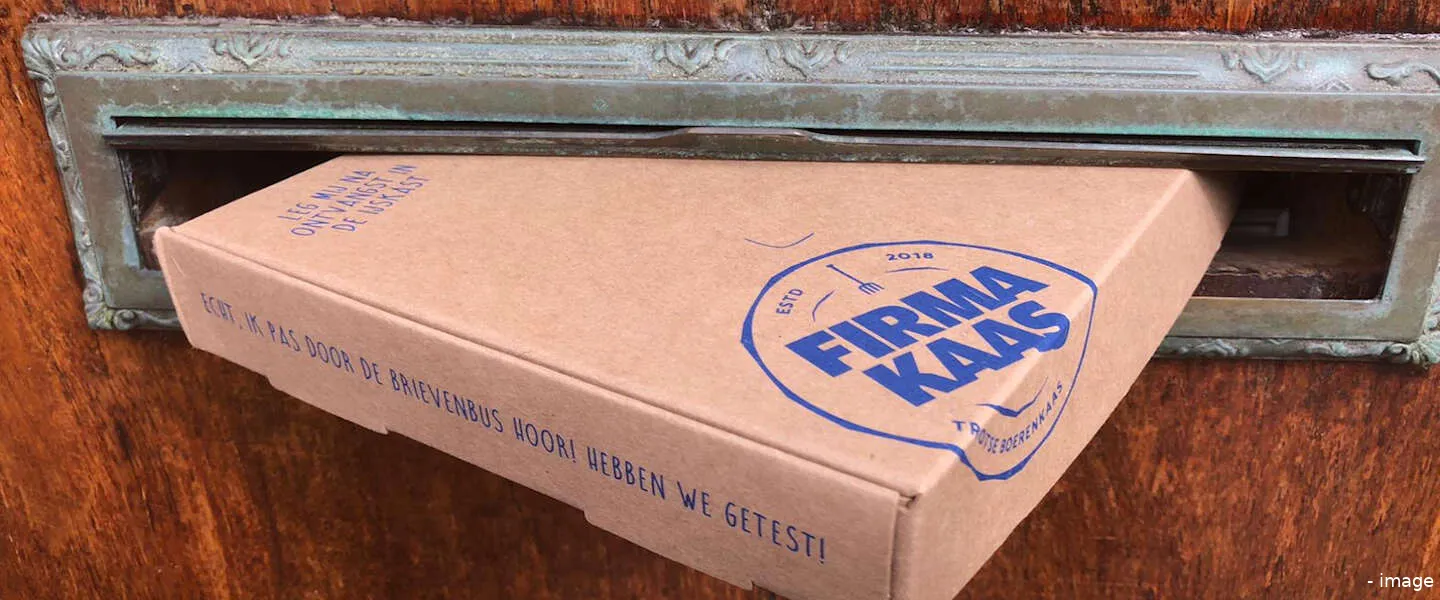 LEG MIJ NA
ONTVANGST IN
DE IJSKAST
ESTD 2018
FIRMA
KAAS
TROTSE BOERENKAAS
ECHT, IK PAS DOOR DE BRIEVENBUS HOOR! HEBBEN WE GETEST!
- image